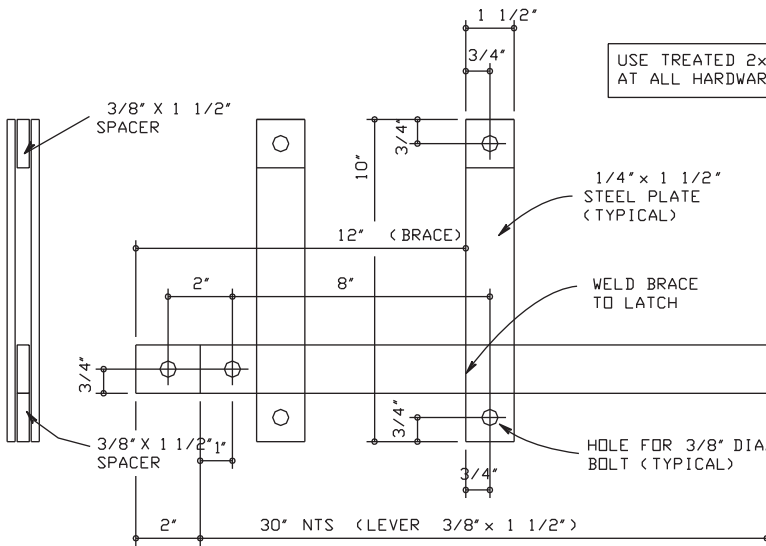 1 1/2"
3/4"
USE TREATED 2x
AT ALL HARDWAR
3/8" X 1 1/2"
SPACER
3/4"
10"
1/4" x 1 1/2"
STEEL PLATE
(TYPICAL)
12" (BRACE)
2"
8"
WELD BRACE
TO LATCH
3/4"
3/4"
3/8" X 1 1/2"
SPACER
1"
HOLE FOR 3/8" DIA.
BOLT (TYPICAL)
3/4"
2"
30" NTS (LEVER 3/8" x 1 1/2")